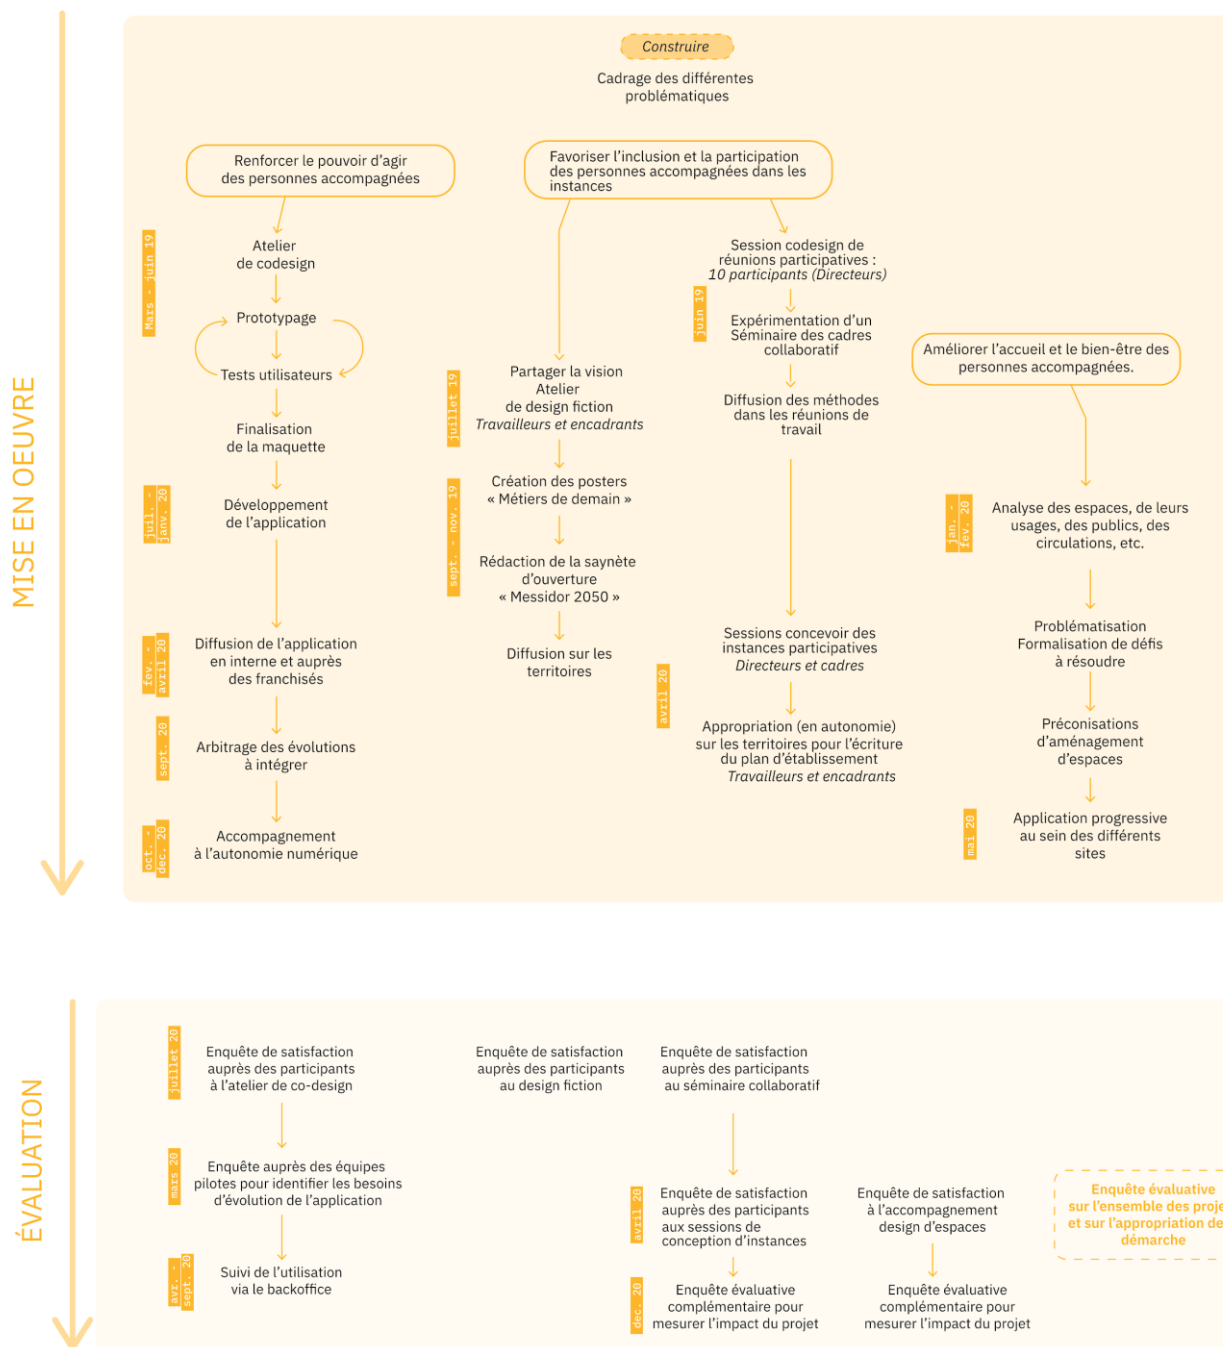 MISE EN OEUVRE
Construire
Cadrage des différentes
problématiques
Renforcer le pouvoir d'agir
des personnes accompagnées
Mars - juin 19
Atelier
de codesign
Prototypage
Tests utilisateurs
Finalisation
de la maquette
juil. -
janv. 20
Développement
de l'application
fev. -
avril 20
Diffusion de l'application
en interne et auprès
des franchisés
sept. 20
Arbitrage des évolutions
à intégrer
oct. -
dec. 20
Accompagnement
à l'autonomie numérique
Favoriser l'inclusion et la participation
des personnes accompagnées dans les
instances
juillet 19
Partager la vision
Atelier
de design fiction
Travailleurs et encadrants
sept. - nov. 19
Création des posters
« Métiers de demain »
Rédaction de la saynète
d'ouverture
« Messidor 2050 »
Diffusion sur les
territoires
Session codesign de
réunions participatives :
10 participants (Directeurs)
juin 19
Expérimentation d'un
Séminaire des cadres
collaboratif
Diffusion des méthodes
dans les réunions de
travail
Sessions concevoir des
instances participatives
Directeurs et cadres
avril 20
Appropriation (en autonomie)
sur les territoires pour l'écriture
du plan d'établissement
Travailleurs et encadrants
Améliorer l'accueil et le bien-être des
personnes accompagnées.
jan. -
fev. 20
Analyse des espaces, de leurs
usages, des publics, des
circulations, etc.
Problématisation
Formalisation de défis
à résoudre
Préconisations
d'aménagement
d'espaces
mai 20
Application progressive
au sein des différents
sites
ÉVALUATION
juillet 20
Enquête de satisfaction
auprès des participants
à l'atelier de co-design
mars 20
Enquête auprès des équipes
pilotes pour identifier les besoins
d'évolution de l'application
avr. -
sept. 20
Suivi de l'utilisation
via le backoffice
Enquête de satisfaction
auprès des participants
au design fiction
Enquête de satisfaction
auprès des participants
au séminaire collaboratif
avril 20
Enquête de satisfaction
auprès des participants
aux sessions de
conception d'instances
dec. 20
Enquête évaluative
complémentaire pour
mesurer l'impact du projet
Enquête de satisfaction
à l'accompagnement
design d'espaces
Enquête évaluative
complémentaire pour
mesurer l'impact du projet
Enquête évaluative
sur l'ensemble des proje
et sur l'appropriation de
démarche